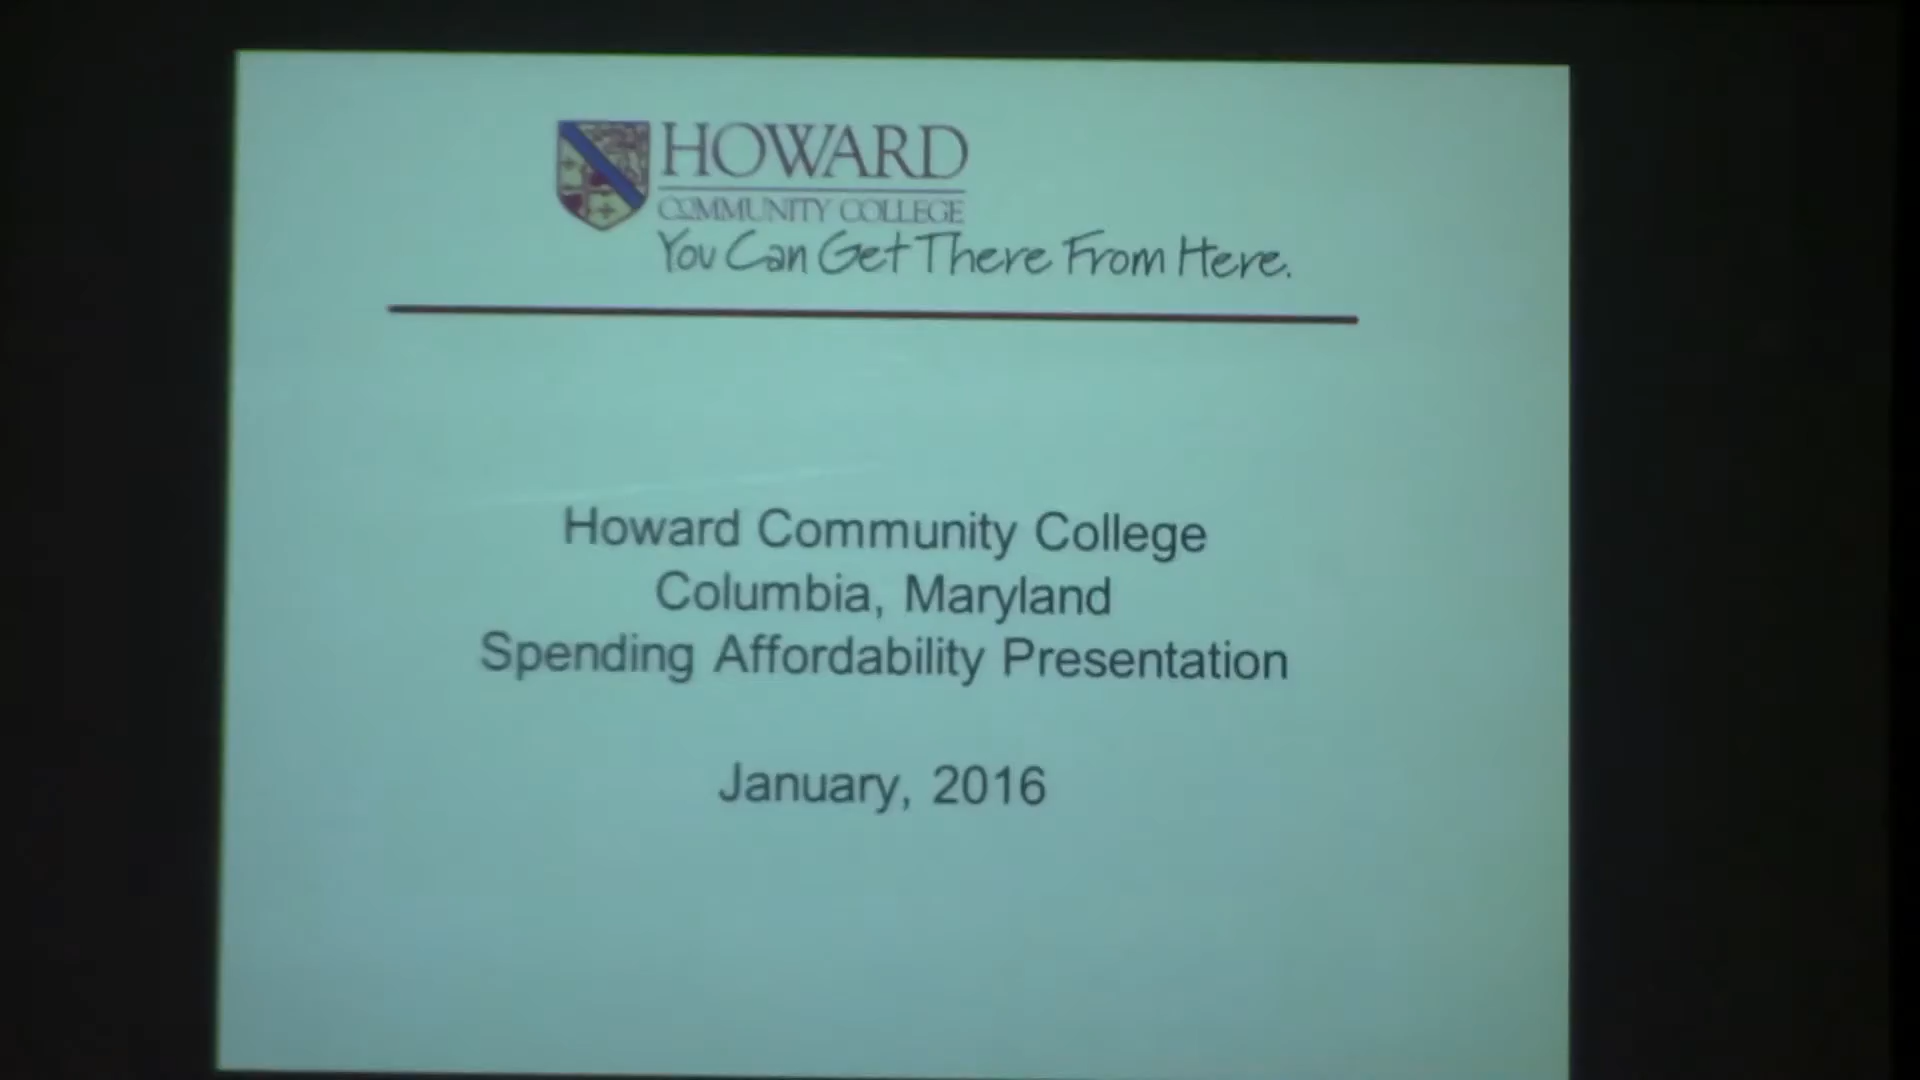 HOWARD
COMMUNITY COLLEGE
You Can Get There From Here.
Howard Community College
Columbia, Maryland
Spending Affordability Presentation
January, 2016